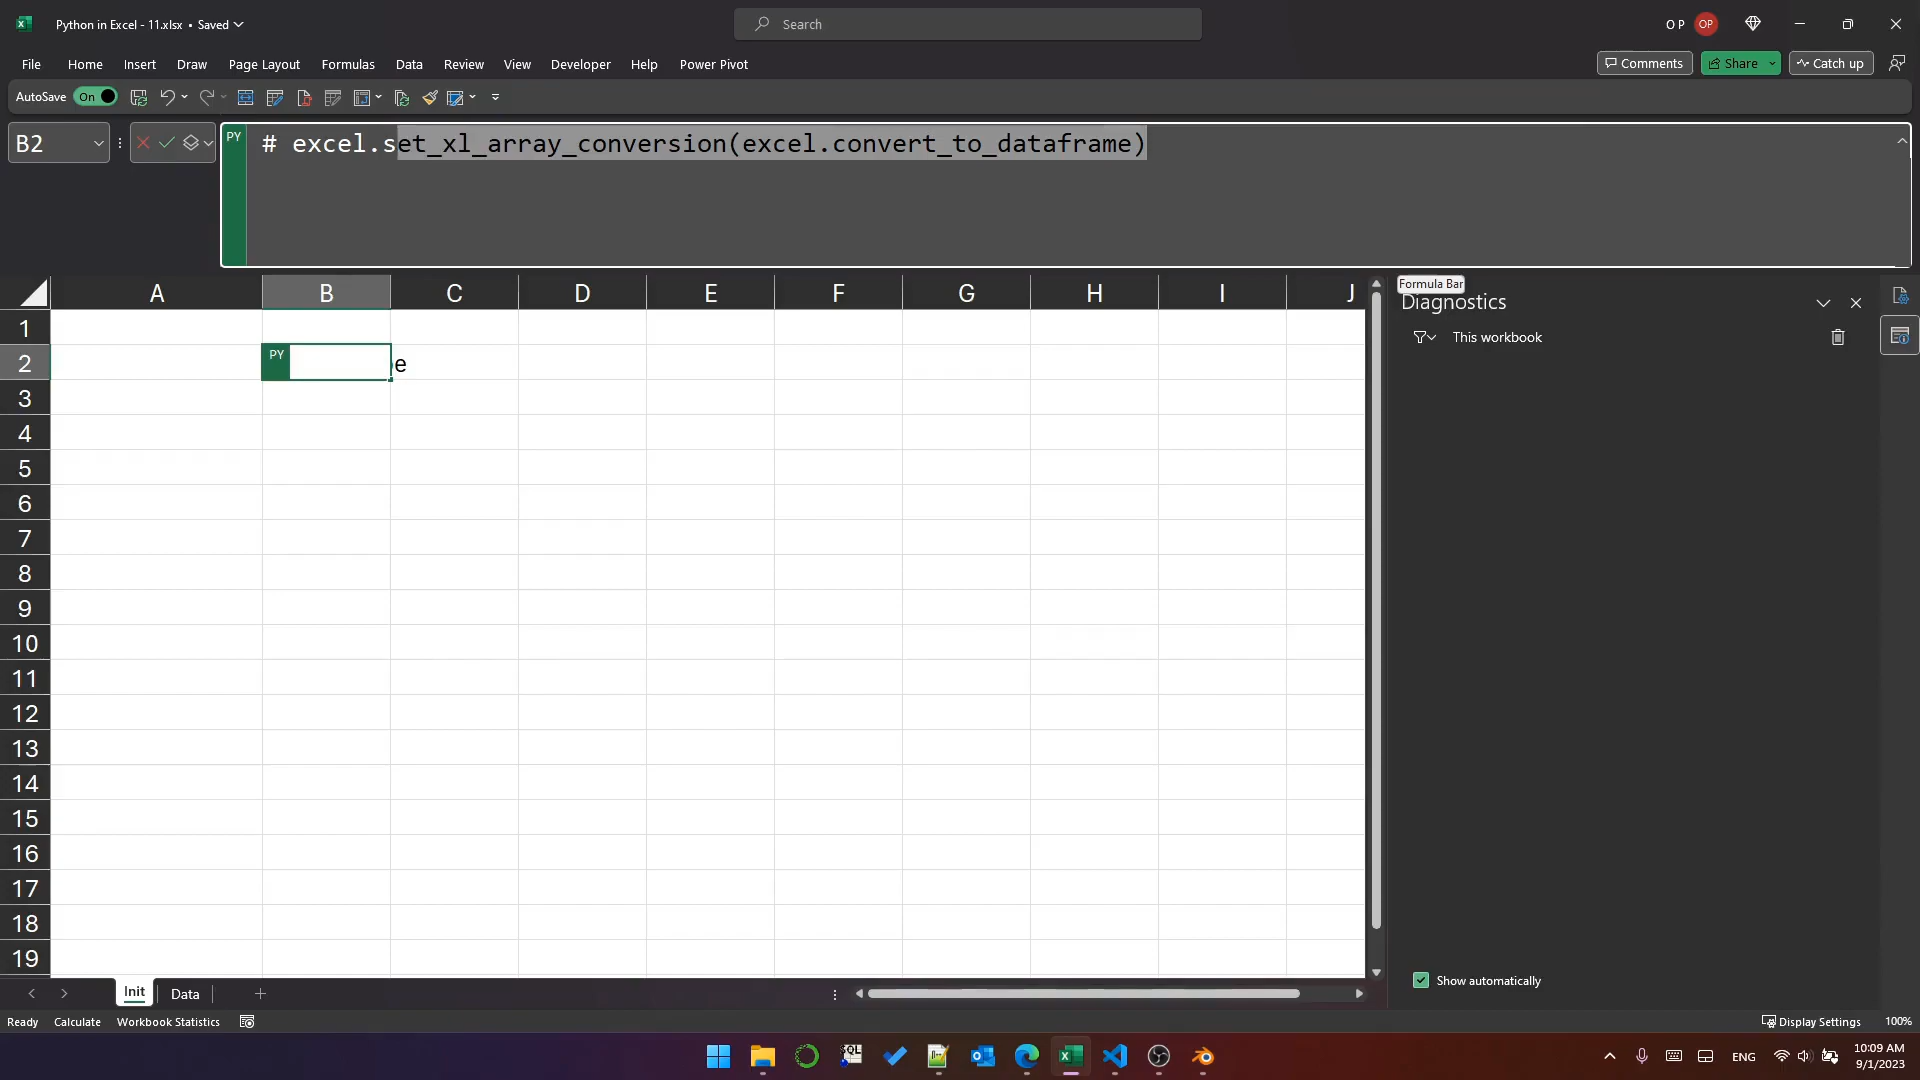 Python in Excel - 11.xlsx • Saved
Search
O P
OP
File Home Insert Draw Page Layout Formulas Data Review View Developer Help Power Pivot
Comments
Share
Catch up
AutoSave On
B2
PY
# excel.set_xl_array_conversion(excel.convert_to_dataframe)
Formula Bar
A B C D E F G H I J
Diagnostics
This workbook
1
2
PY
e
3
4
5
6
7
8
9
10
11
12
13
14
15
16
17
18
19
Show automatically
Init Data
Ready Calculate Workbook Statistics
Display Settings
100%
SQL
ENG
10:09 AM
9/1/2023